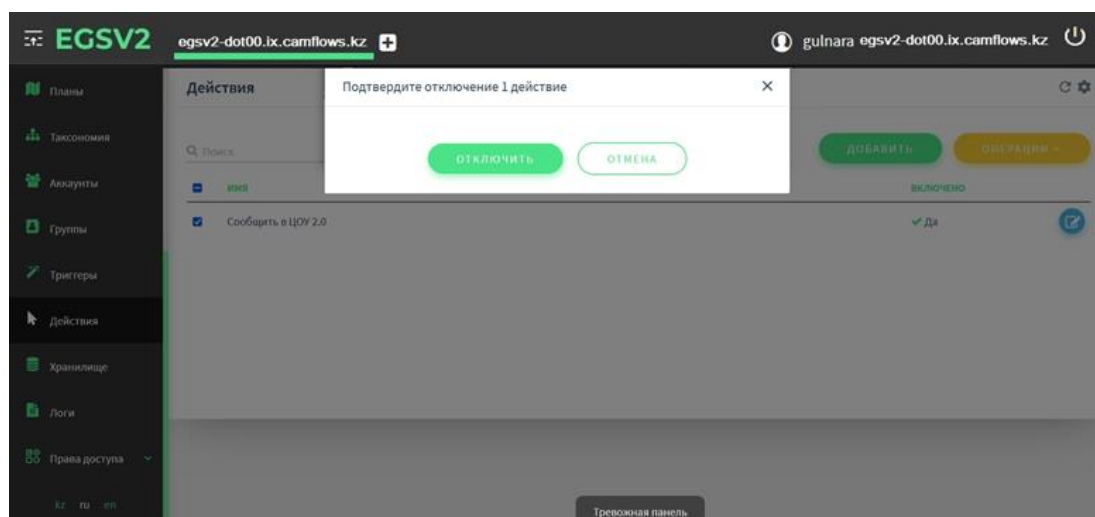 EGSV2 egsv2-dot00.ix.camflows.kz gulnara egsv2-dot00.ix.camflows.kz
Подтвердите отключение 1 действие
ОТКЛЮЧИТЬ ОТМЕНА
Планы
Таксономия
Аккаунты
Группы
Триггеры
Действия
Хранилище
Логи
Права доступа
kz ru en
Действия
Поиск
ДОБАВИТЬ ОПЕРАЦИИ
ИМЯ ВКЛЮЧЕНО
Сообщить в ЦОУ 2.0 Да
Тревожная панель